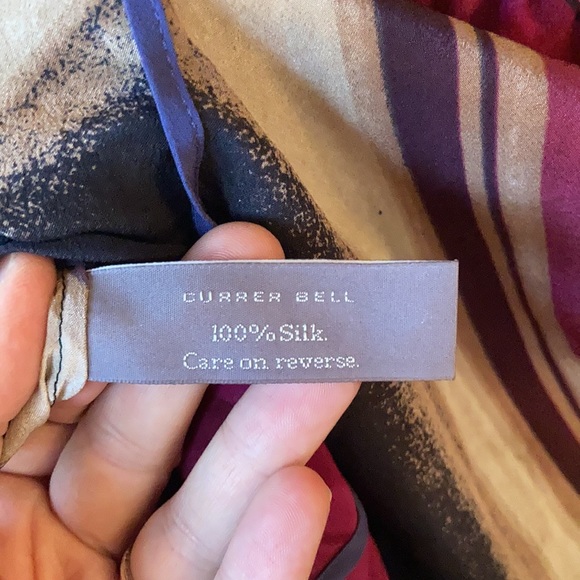 CURRER BELL
100% Silk.
Care on reverse.